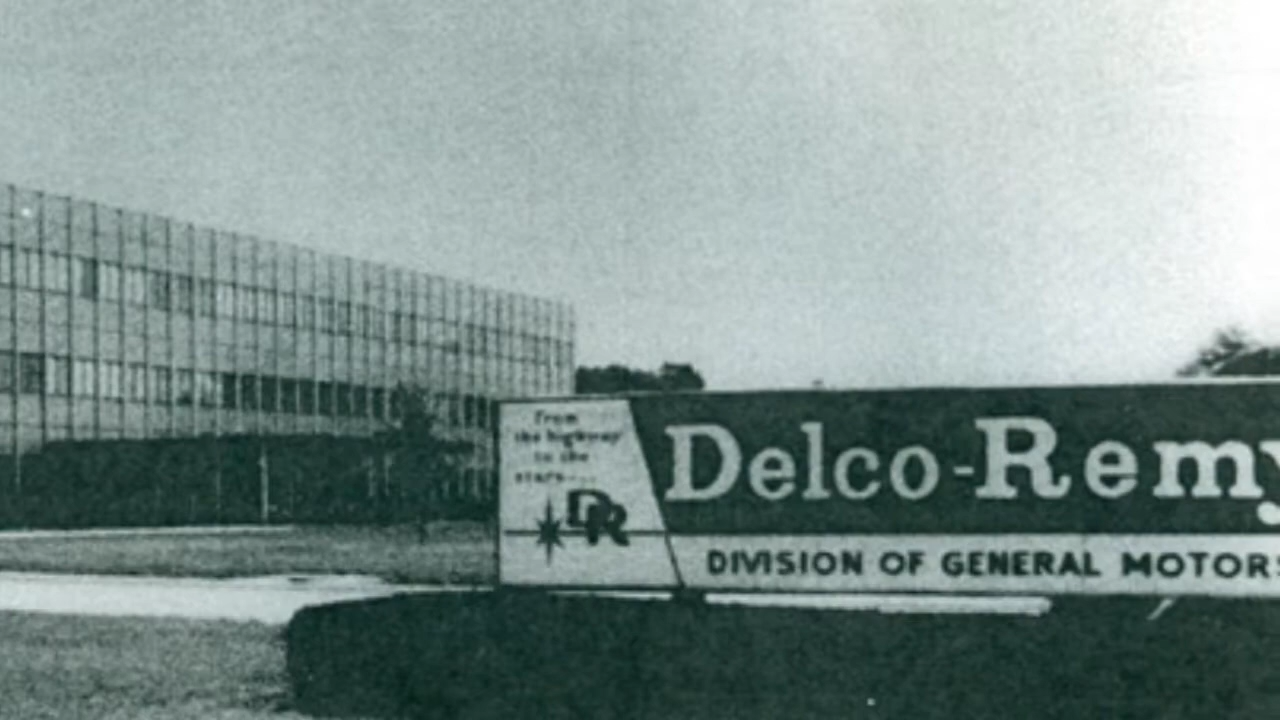 from
the highway
to the
stars....
DR
Delco-Remy
DIVISION OF GENERAL MOTORS